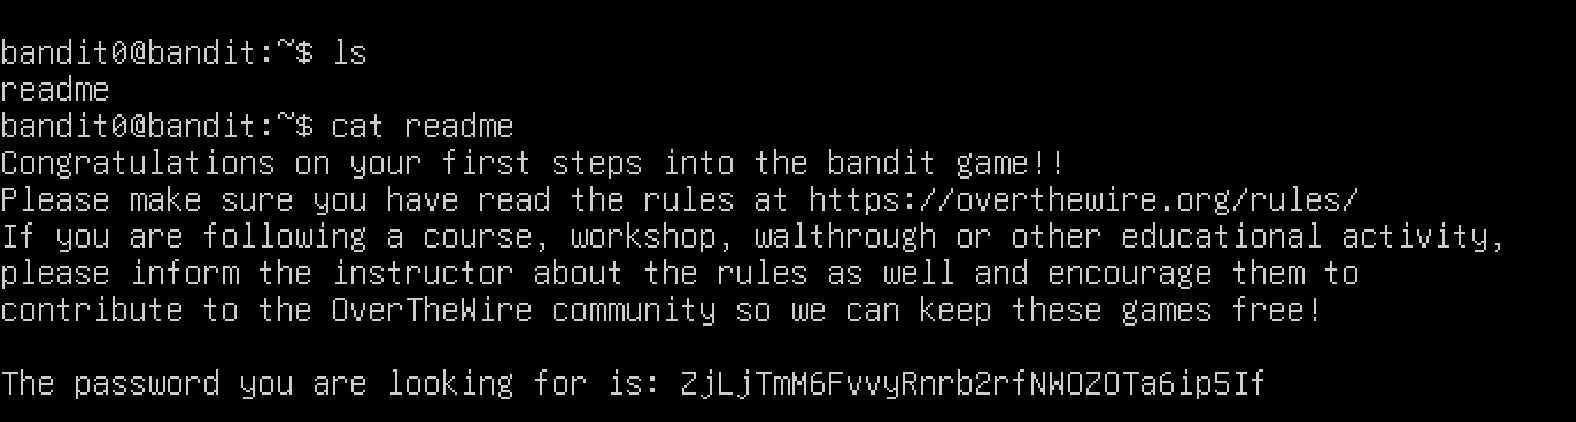 bandit0@bandit:~$ ls
readme
bandit0@bandit:~$ cat readme
Congratulations on your first steps into the bandit game!!
Please make sure you have read the rules at https://overthewire.org/rules/
If you are following a course, workshop, walthrough or other educational activity,
please inform the instructor about the rules as well and encourage them to
contribute to the OverTheWire community so we can keep these games free!
The password you are looking for is: ZjLjTmM6FvvyRnrb2rfNWOZOTa6ip5If